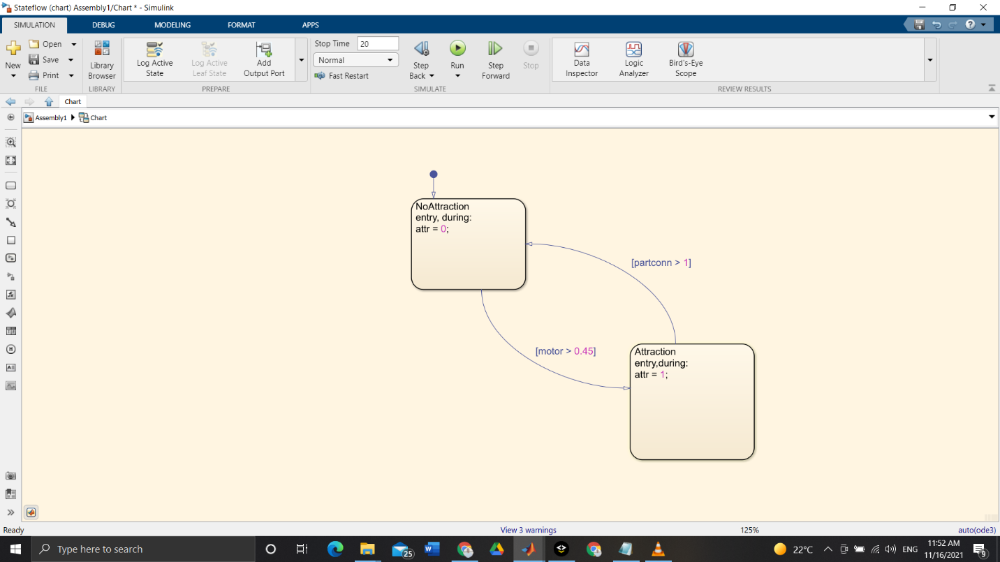 Stateflow (chart) Assembly1/Chart * - Simulink
SIMULATION DEBUG MODELING FORMAT APPS
New
Open
Save
Print
FILE
Library
Browser
LIBRARY
Log Active
State
Log Active
Leaf State
Add
Output Port
PREPARE
Stop Time 20
Normal
Fast Restart
Step
Back
Run
Step
Forward
Stop
SIMULATE
Data
Inspector
Logic
Analyzer
Bird's-Eye
Scope
REVIEW RESULTS
Chart
Assembly1 Chart
NoAttraction
entry, during:
attr = 0;
[partconn > 1]
[motor > 0.45]
Attraction
entry,during:
attr = 1;
Ready
View 3 warnings
125%
auto(ode3)
Type here to search
25
22°C
ENG
11:52 AM
11/16/2021
9